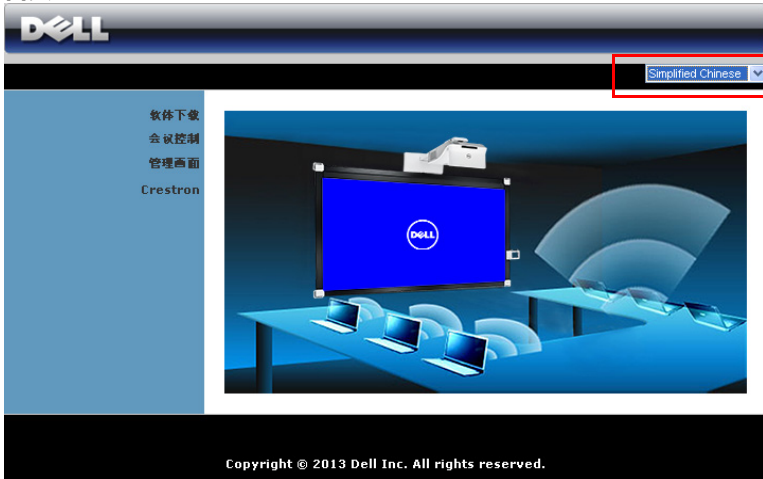 DELL
Simplified Chinese
软体下载
会议控制
管理画面
Crestron
DELL
Copyright © 2013 Dell Inc. All rights reserved.